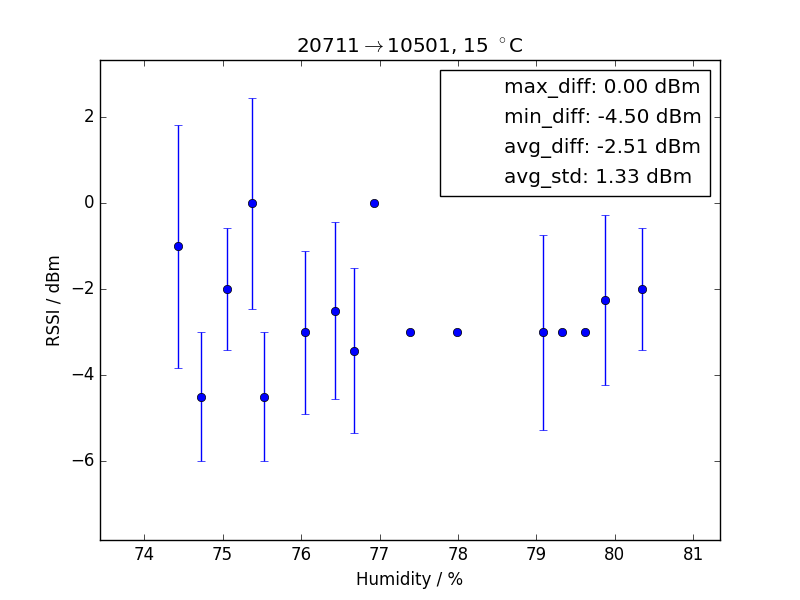 20711→10501, 15 °C
max_diff: 0.00 dBm
min_diff: -4.50 dBm
avg_diff: -2.51 dBm
avg_std: 1.33 dBm
RSSI / dBm
2
0
−2
−4
−6
74 75 76 77 78 79 80 81
Humidity / %